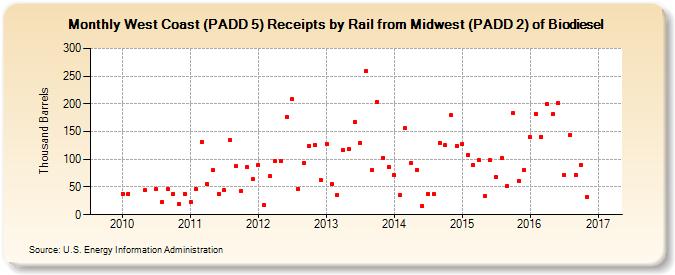 Monthly West Coast (PADD 5) Receipts by Rail from Midwest (PADD 2) of Biodiesel
Thousand Barrels
300
250
200
150
100
50
0
2010 2011 2012 2013 2014 2015 2016 2017
Source: U.S. Energy Information Administration